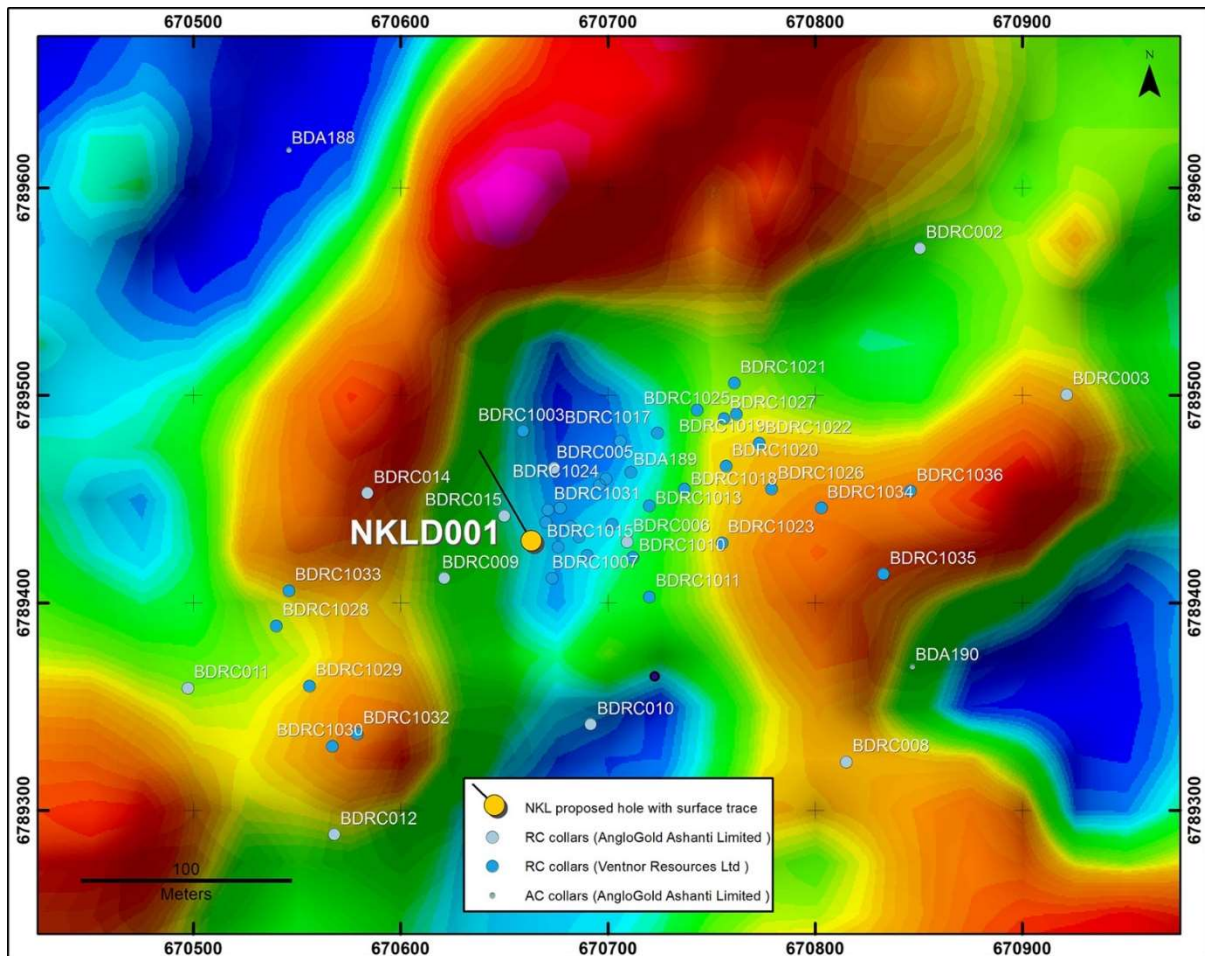 670500 670600 670700 670800 670900
N
BDA188
6789600 6789600
BDRC002
BDRC1021
BDRC003
6789500 6789500
BDRC1025
BDRC1027
BDRC1003
BDRC1017
BDRC1019
BDRC1022
BDRC005
BDA189
BDRC1020
BDRC014
BDRC1024
BDRC1018
BDRC1026
BDRC1036
BDRC015
BDRC1031
BDRC1013
BDRC1034
NKLD001
BDRC1015
BDRC006
BDRC1023
BDRC009
BDRC1007
BDRC1010
BDRC1035
BDRC1033
BDRC1011
6789400 6789400
BDRC1028
BDRC011
BDRC1029
BDA190
BDRC010
BDRC1030
BDRC1032
BDRC008
6789300 6789300
BDRC012
NKL proposed hole with surface trace
RC collars (AngloGold Ashanti Limited )
RC collars (Ventnor Resources Ltd )
AC collars (AngloGold Ashanti Limited )
100
Meters
670500 670600 670700 670800 670900